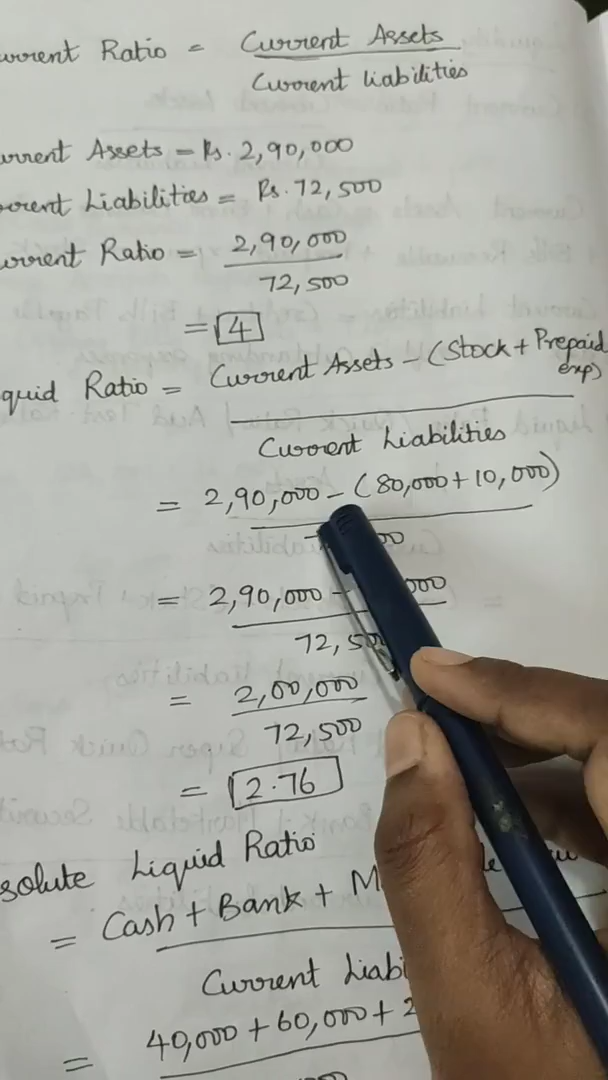 urrent Ratio = Current Assets
Current liabilities
urrent Assets = Rs. 2,90,000
rrent Liabilities = Rs. 72,500
urrent Ratio = 2,90,000
72,500
= 4
quid Ratio = Current Assets - (Stock + Prepaid exp)
Current Liabilities
= 2,90,000 - (80,000 + 10,000)
= 2,90,000 -
72,5
= 2,00,000
72,500
= 2.76
solute Liquid Ratio
= Cash + Bank + M
Current Liabi
= 40,000 + 60,000 + 2